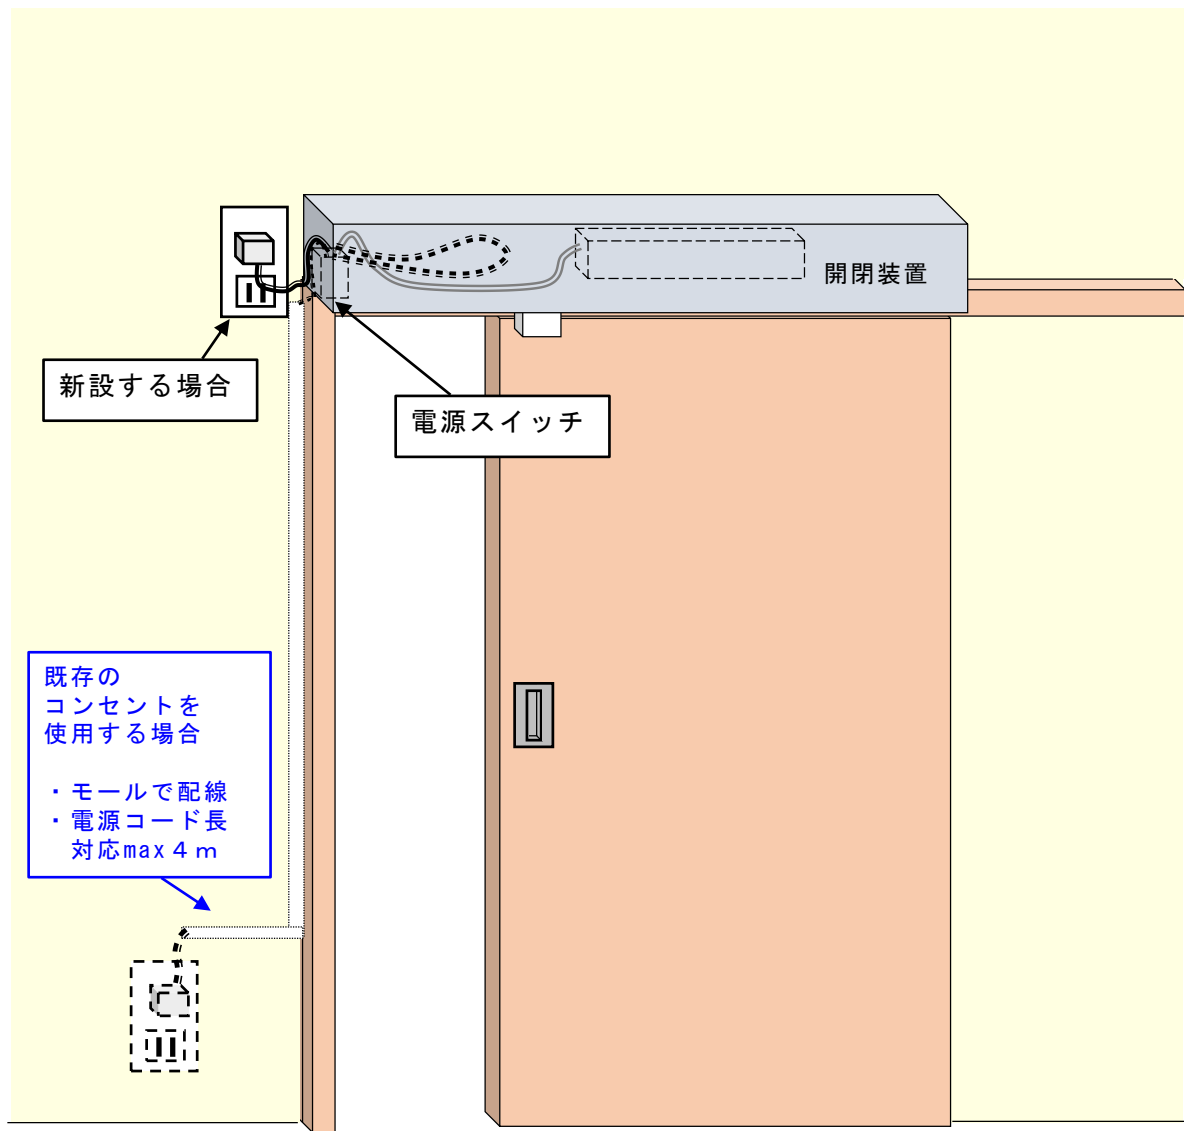 開閉装置
新設する場合
電源スイッチ
既存の
コンセントを
使用する場合
・モールで配線
・電源コード長
対応max４ｍ